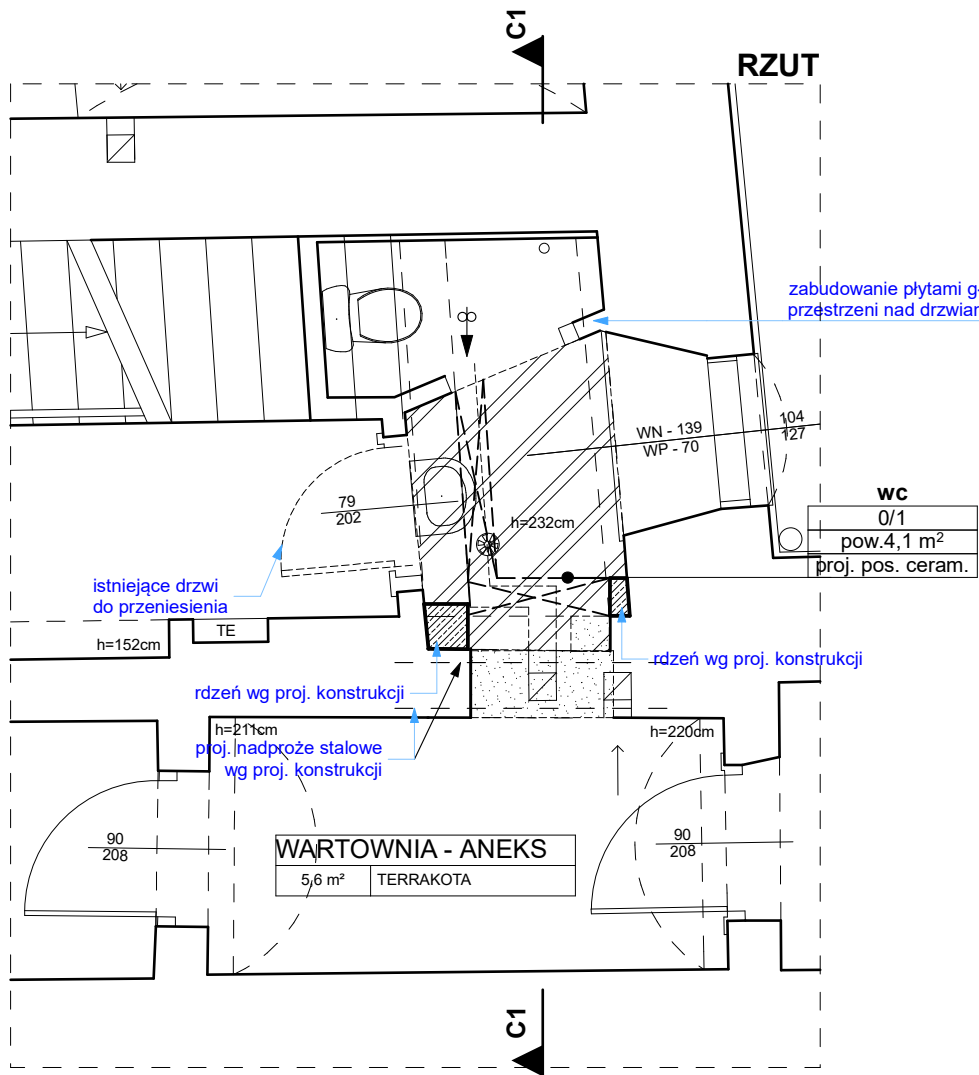 C1
RZUT
zabudowanie płytami g-
przestrzeni nad drzwiar
WN - 139
WP - 70
104
127
79
202
h=232cm
wc
0/1
pow.4,1 m²
proj. pos. ceram.
istniejące drzwi
do przeniesienia
TE
h=152cm
rdzeń wg proj. konstrukcji
rdzeń wg proj. konstrukcji
h=211cm
h=220cm
proj. nadproże stalowe
wg proj. konstrukcji
90
208
90
208
WARTOWNIA - ANEKS
5,6 m² TERRAKOTA
C1